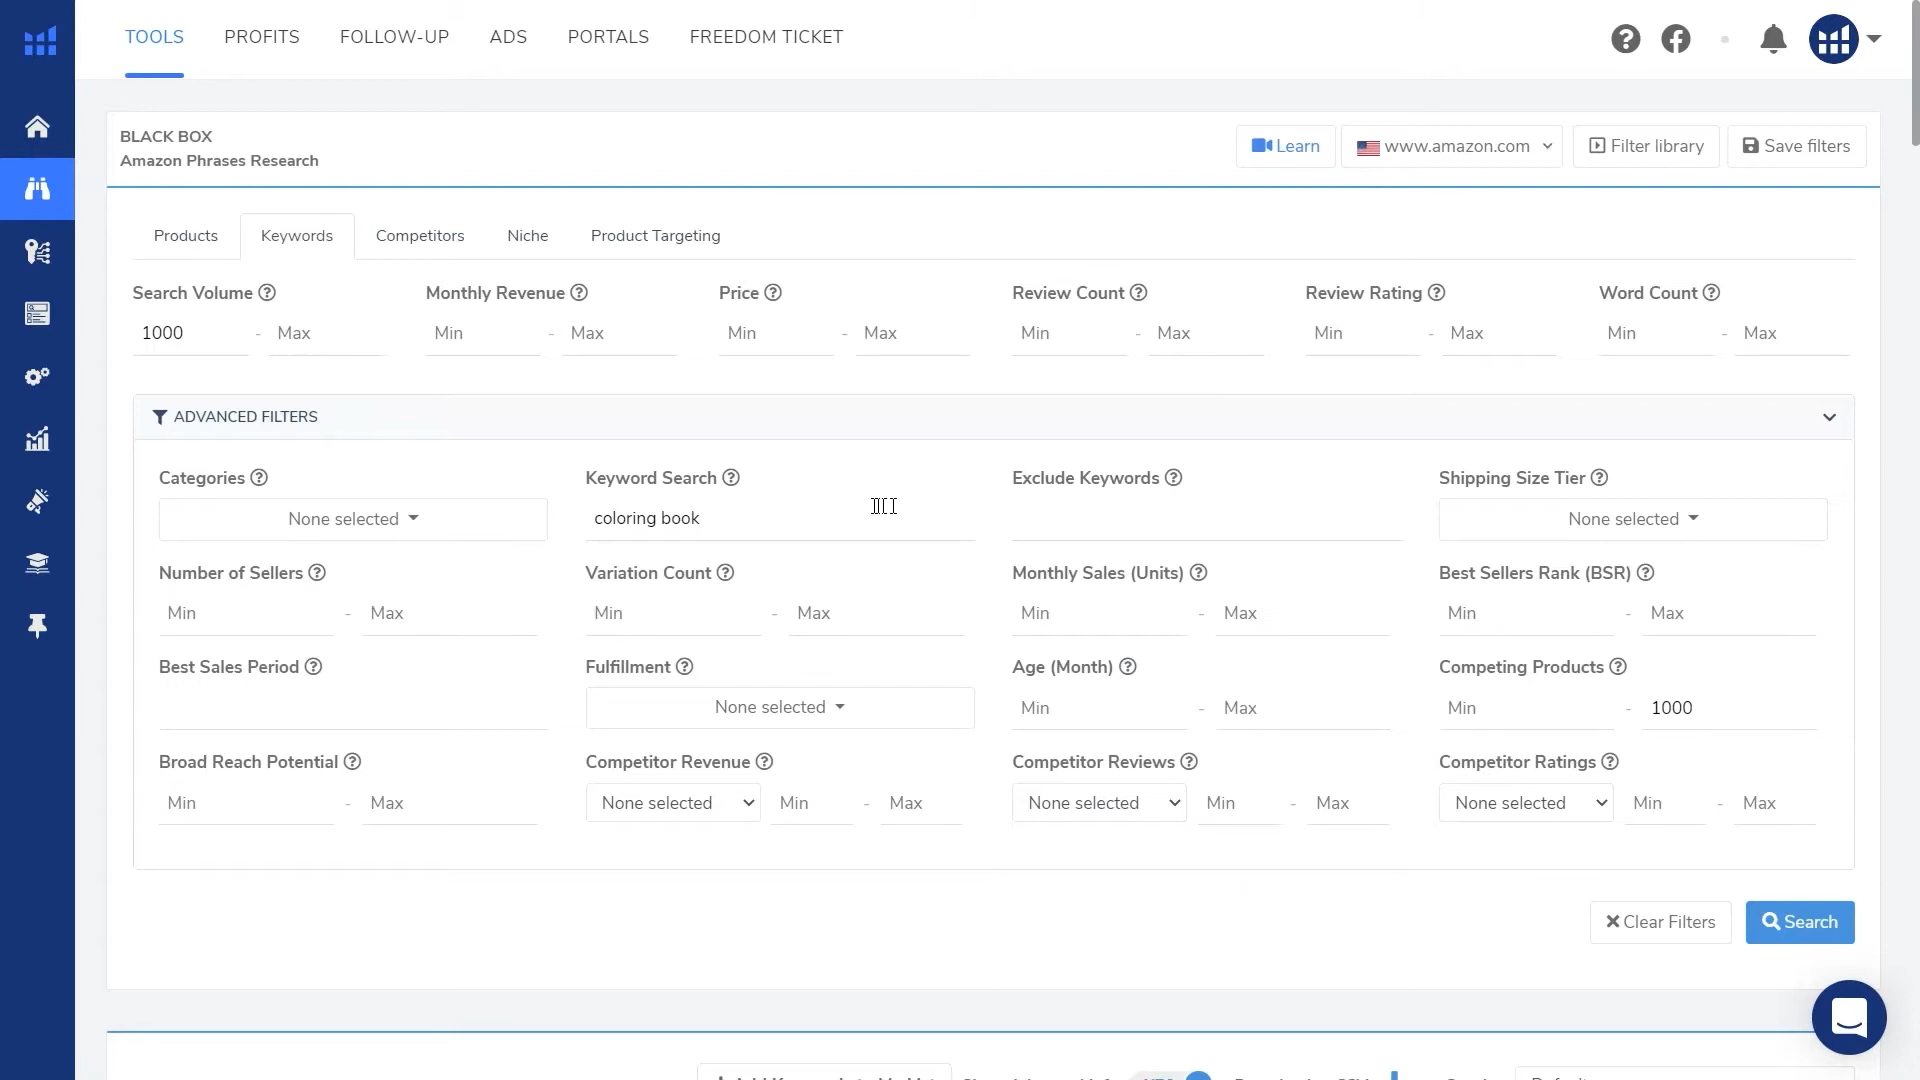 TOOLS PROFITS FOLLOW-UP ADS PORTALS FREEDOM TICKET
BLACK BOX
Amazon Phrases Research
Learn www.amazon.com Filter library Save filters
Products Keywords Competitors Niche Product Targeting
Search Volume Monthly Revenue Price Review Count Review Rating Word Count
1000 - Max Min - Max Min - Max Min - Max Min - Max Min - Max
ADVANCED FILTERS
Categories Keyword Search Exclude Keywords Shipping Size Tier
None selected coloring book None selected
Number of Sellers Variation Count Monthly Sales (Units) Best Sellers Rank (BSR)
Min - Max Min - Max Min - Max Min - Max
Best Sales Period Fulfillment Age (Month) Competing Products
None selected Min - Max Min - 1000
Broad Reach Potential Competitor Revenue Competitor Reviews Competitor Ratings
Min - Max None selected Min - Max None selected Min - Max None selected Min - Max
Clear Filters Search